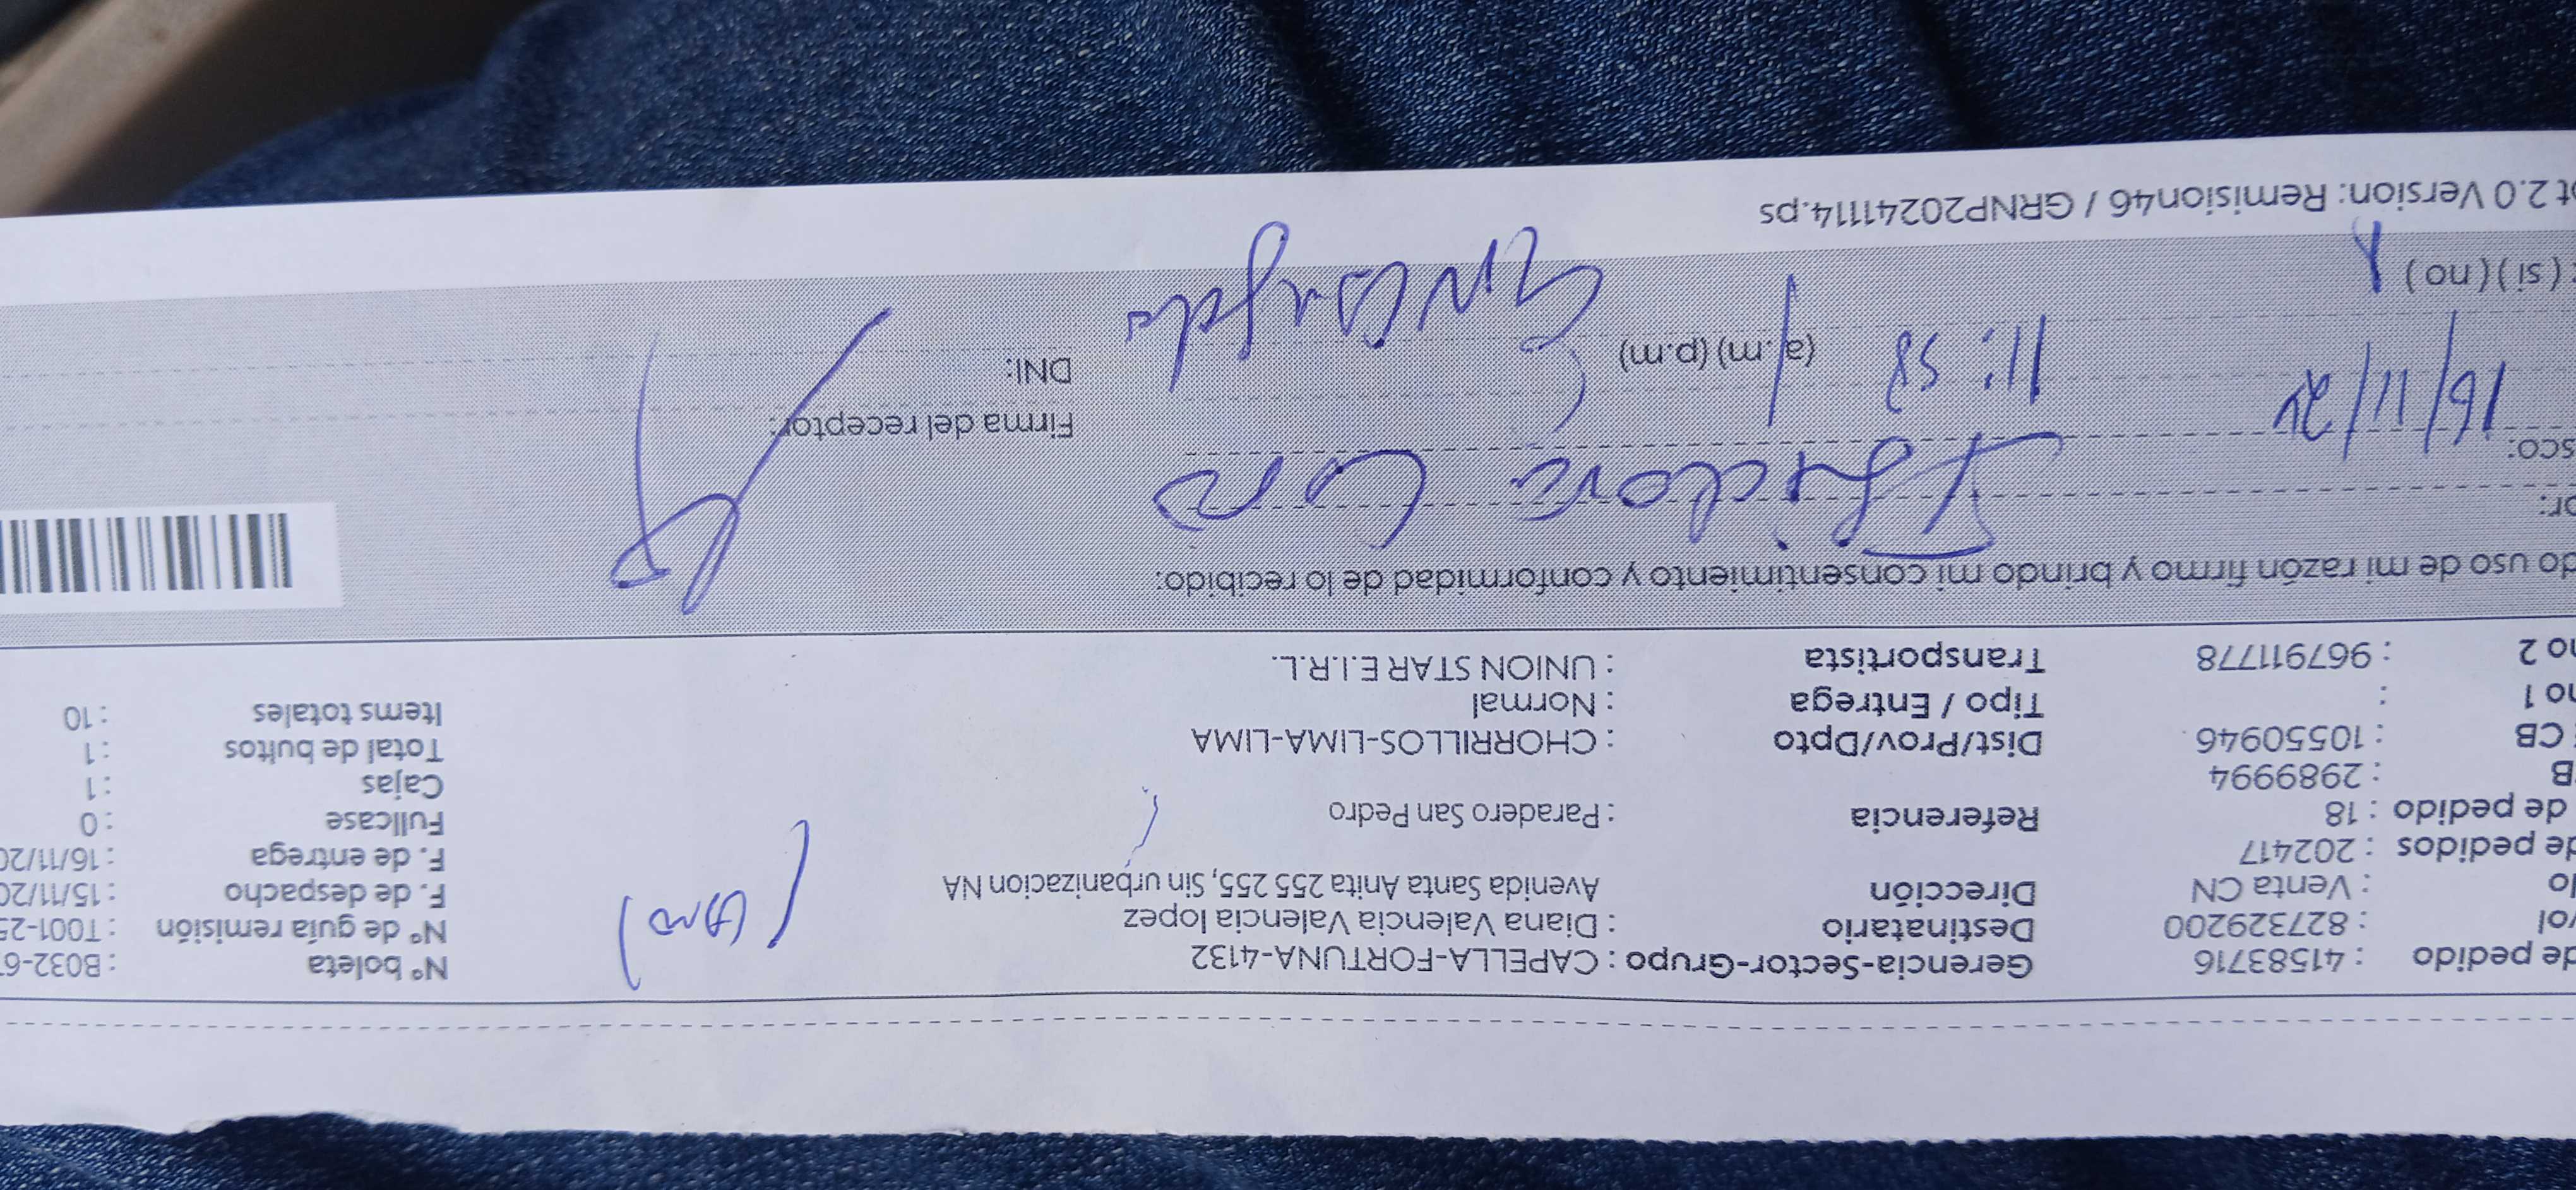 de pedido : 41583716 Gerencia-Sector-Grupo : CAPELLA-FORTUNA-4132 N° boleta : B032-6
rol : 827329200 Destinatario : Diana Valencia Valencia lopez N° de guía remisión : T001-25
lo : Venta CN Dirección Avenida Santa Anita 255 255, Sin urbanizacion NA F. de despacho : 15/11/20
de pedidos : 202417 F. de entrega : 16/11/20
de pedido : 18 Referencia : Paradero San Pedro Fullcase : 0
B : 2989994 Cajas : 1
CB : 10550946 Dist/Prov/Dpto : CHORRILLOS-LIMA-LIMA Total de bultos : 1
no 1 : Tipo / Entrega : Normal Items totales : 10
no 2 : 967911778 Transportista : UNION STAR E.I.R.L.
do uso de mi razón firmo y brindo mi consentimiento y conformidad de lo recibido:
or:
sco: Firma del receptor:
16/11/24 11:58 (a.m) (p.m) DNI:
(si) (no)
ot 2.0 Version: Remision46 / GRNP20241114.ps